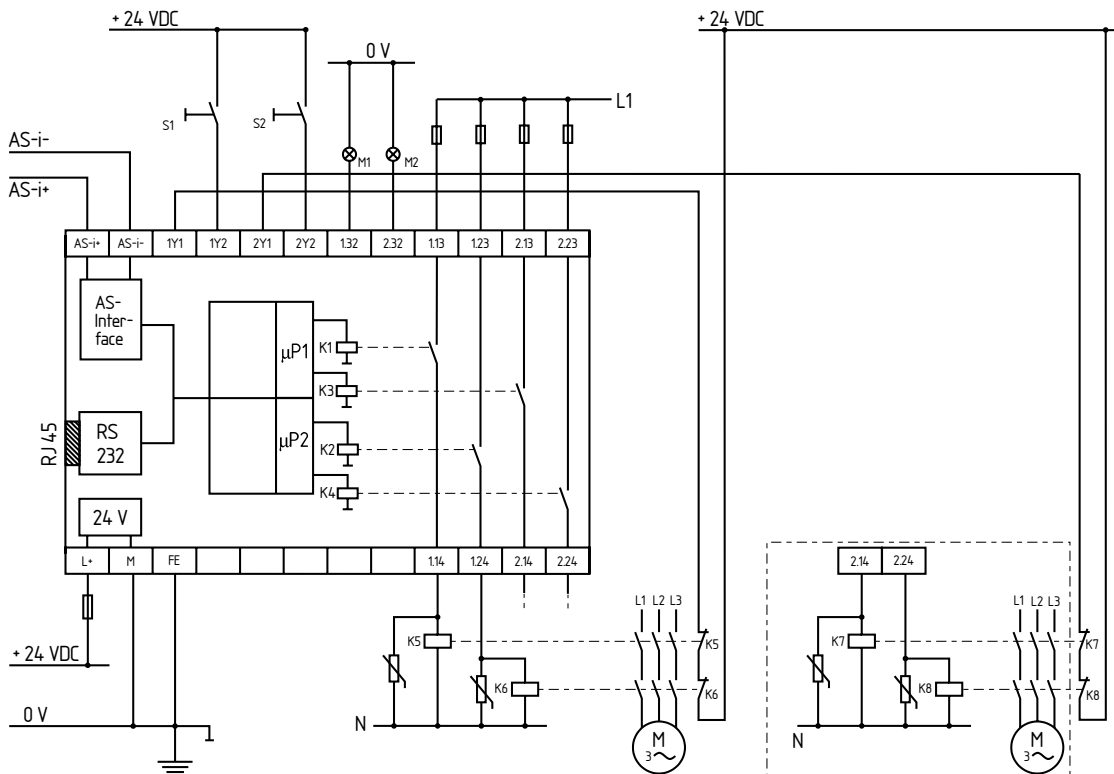 + 24 VDC
+ 24 VDC
0 V
L1
S1
S2
M1
M2
AS-i-
AS-i+
AS-i+ AS-i- 1Y1 1Y2 2Y1 2Y2 1.32 2.32 1.13 1.23 2.13 2.23
AS-
Inter-
face
µP1
K1
K3
RJ 45
RS
232
µP2
K2
K4
24 V
L+ M FE 1.14 1.24 2.14 2.24
2.14 2.24
L1 L2 L3
L1 L2 L3
K5
K5
K7
K7
+ 24 VDC
K6
K6
K8
K8
0 V
N
N
M
3
M
3